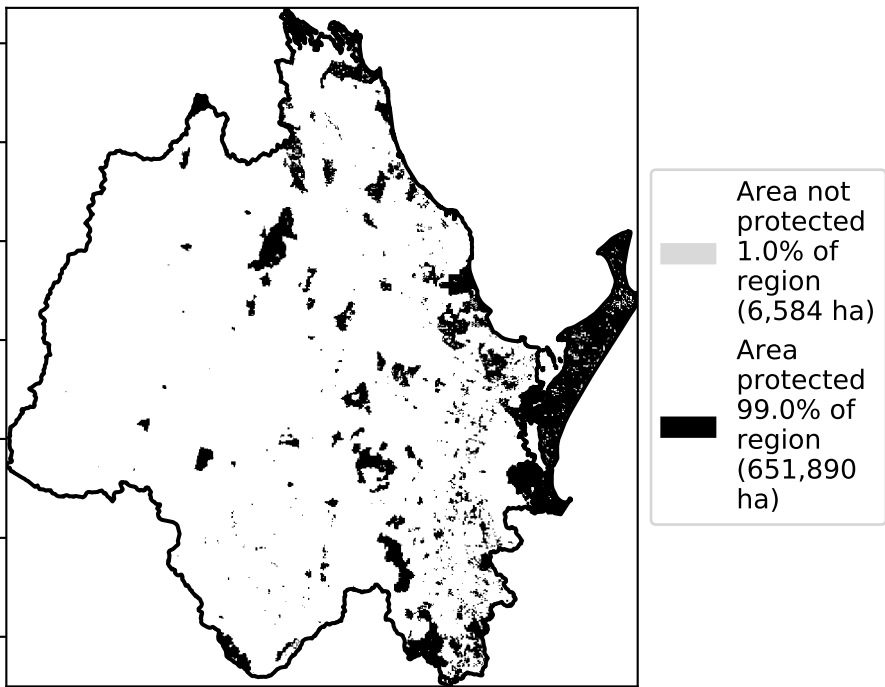 Area not
protected
1.0% of
region
(6,584 ha)
Area
protected
99.0% of
region
(651,890
ha)